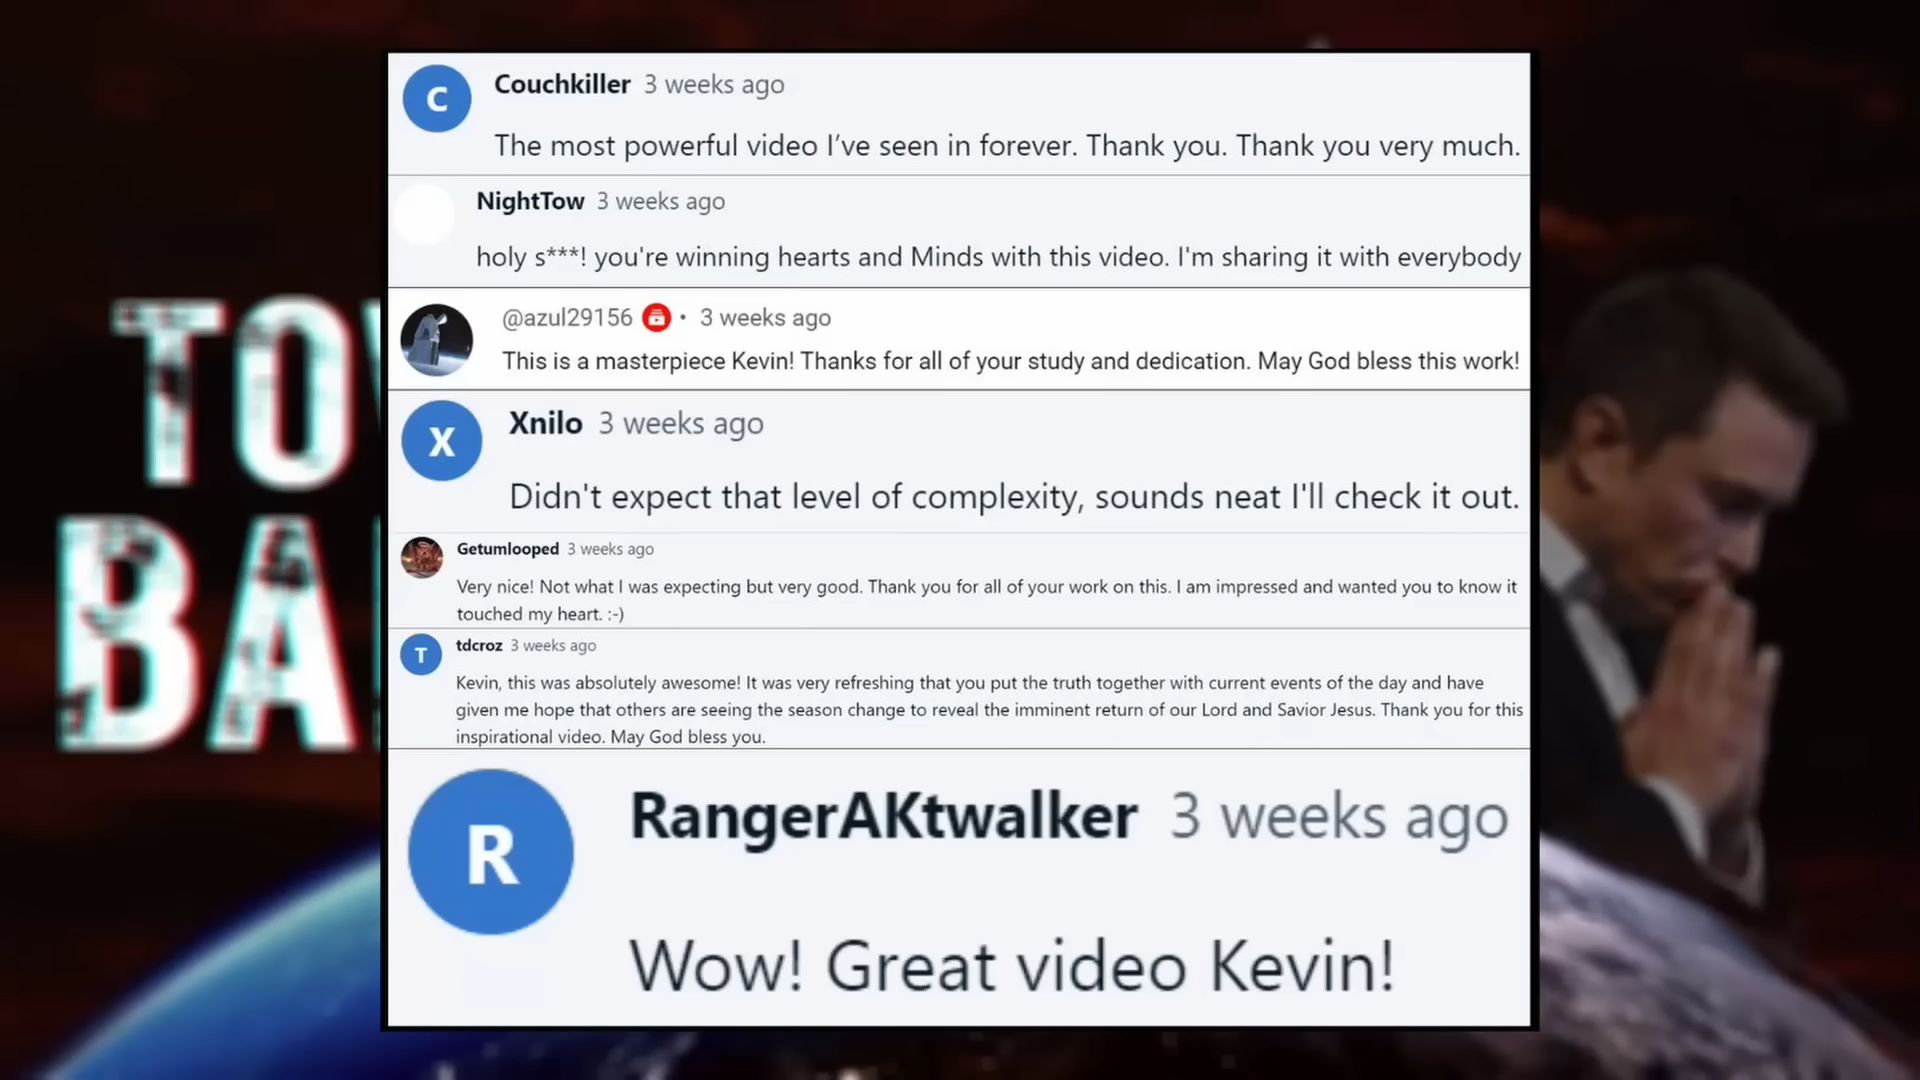 TO
BA
C
Couchkiller 3 weeks ago
The most powerful video I've seen in forever. Thank you. Thank you very much.
NightTow 3 weeks ago
holy s***! you're winning hearts and Minds with this video. I'm sharing it with everybody
@azul29156 • 3 weeks ago
This is a masterpiece Kevin! Thanks for all of your study and dedication. May God bless this work!
X
Xnilo 3 weeks ago
Didn't expect that level of complexity, sounds neat I'll check it out.
Getumlooped 3 weeks ago
Very nice! Not what I was expecting but very good. Thank you for all of your work on this. I am impressed and wanted you to know it
touched my heart. :-)
T
tdcroz 3 weeks ago
Kevin, this was absolutely awesome! It was very refreshing that you put the truth together with current events of the day and have
given me hope that others are seeing the season change to reveal the imminent return of our Lord and Savior Jesus. Thank you for this
inspirational video. May God bless you.
R
RangerAKtwalker 3 weeks ago
Wow! Great video Kevin!